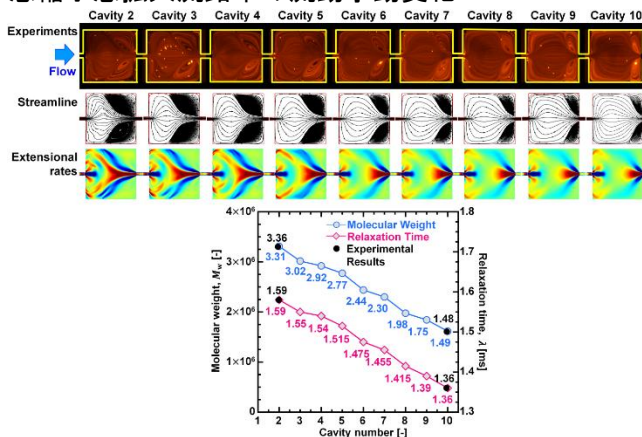 Cavity 2 Cavity 3 Cavity 4 Cavity 5 Cavity 6 Cavity 7 Cavity 8 Cavity 9 Cavity 10
Experiments
Flow
Streamline
Extensional rates
4×10⁶
3×10⁶
2×10⁶
1×10⁶
0
Molecular weight, Mw [-]
Molecular Weight
Relaxation Time
Experimental
Results
3.36
3.31
3.02
2.92
2.77
2.44
2.30
1.98
1.75
1.48
1.49
1.59
1.59
1.55
1.54
1.515
1.475
1.455
1.415
1.39
1.36
1.36
1.8
1.7
1.6
1.5
1.4
1.3
Relaxation time, λ [ms]
1 2 3 4 5 6 7 8 9 10
Cavity number [-]